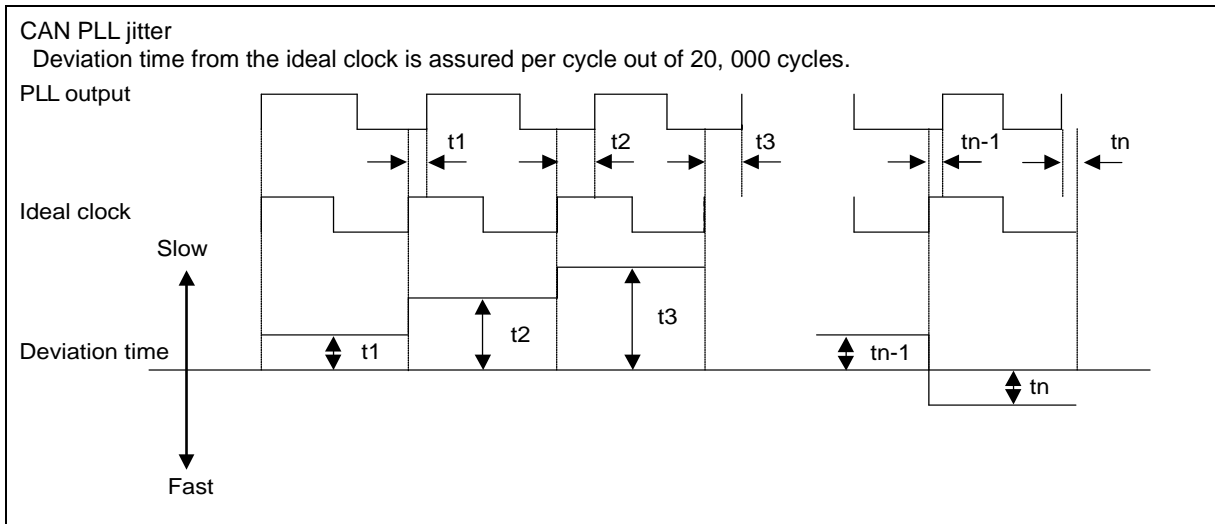 CAN PLL jitter
Deviation time from the ideal clock is assured per cycle out of 20, 000 cycles.
PLL output
t1
t2
t3
tn-1
tn
Ideal clock
Slow
t1
t2
t3
Deviation time
tn-1
tn
Fast